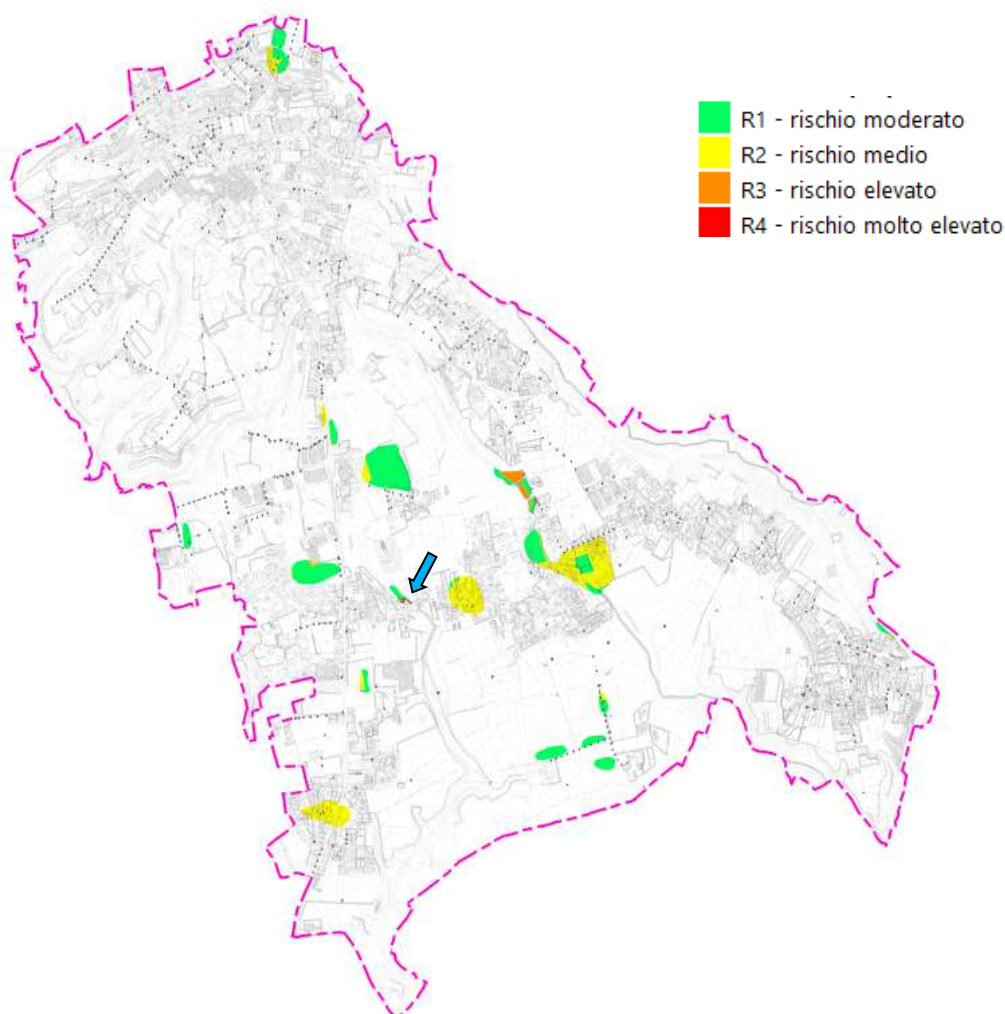 R1 - rischio moderato
R2 - rischio medio
R3 - rischio elevato
R4 - rischio molto elevato